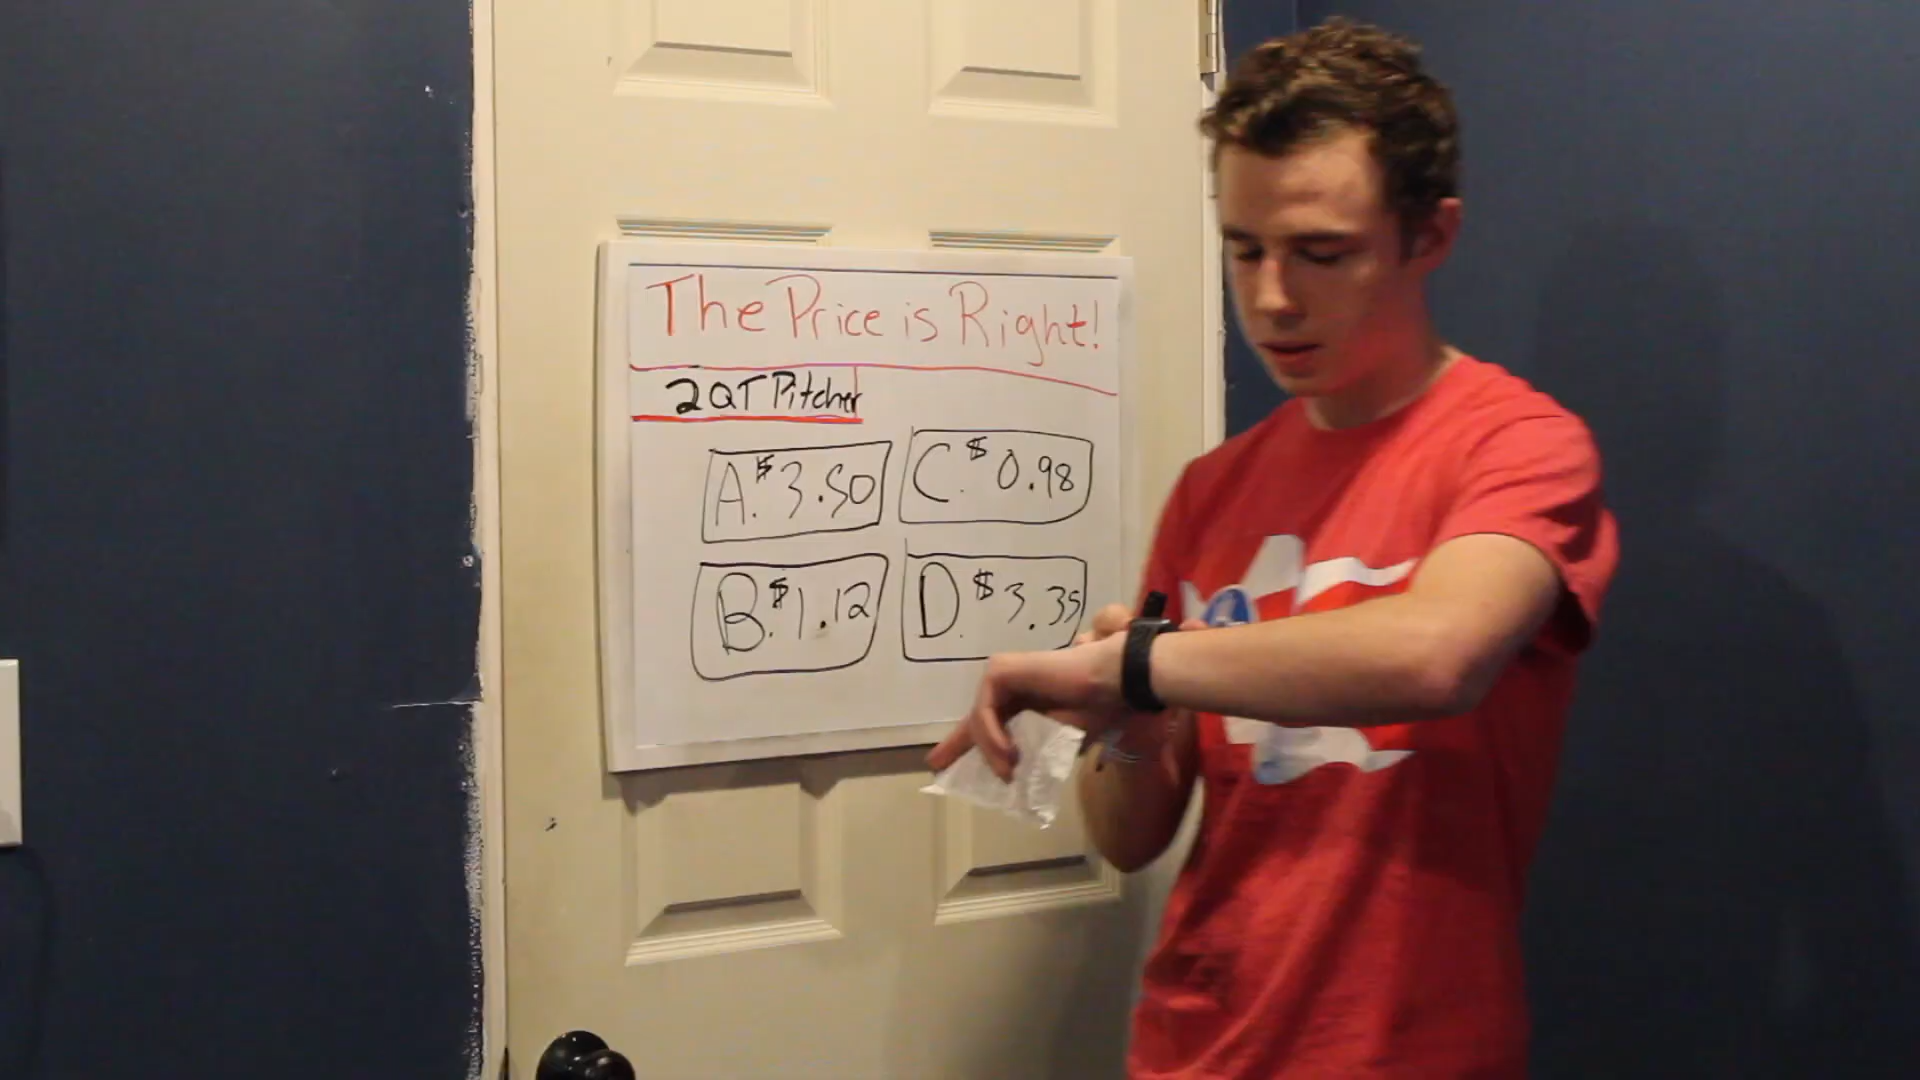 The Price is Right!
2QT Pitcher
A. $3.50
C. $0.98
B. $1.12
D. $3.35